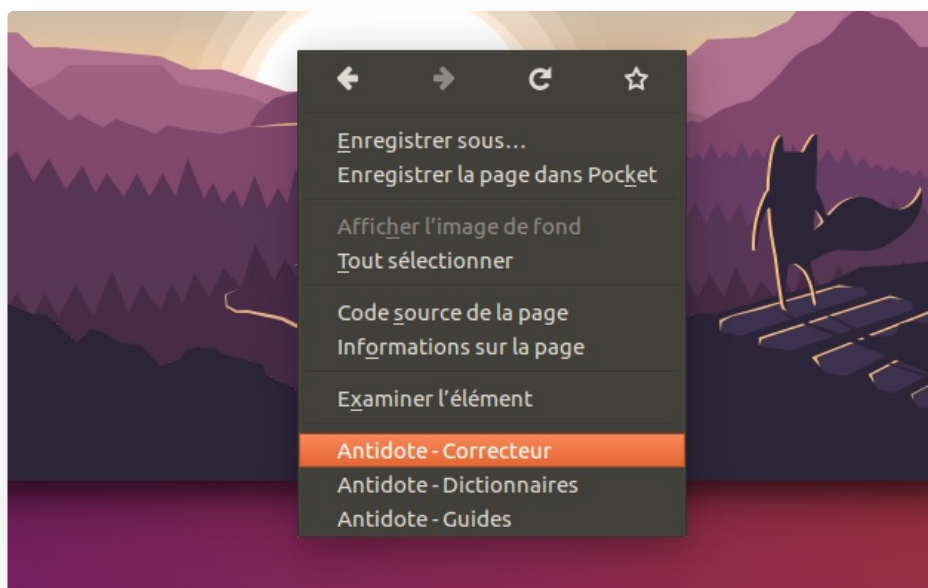 Enregistrer sous…
Enregistrer la page dans Pocket
Afficher l’image de fond
Tout sélectionner
Code source de la page
Informations sur la page
Examiner l’élément
Antidote - Correcteur
Antidote - Dictionnaires
Antidote - Guides